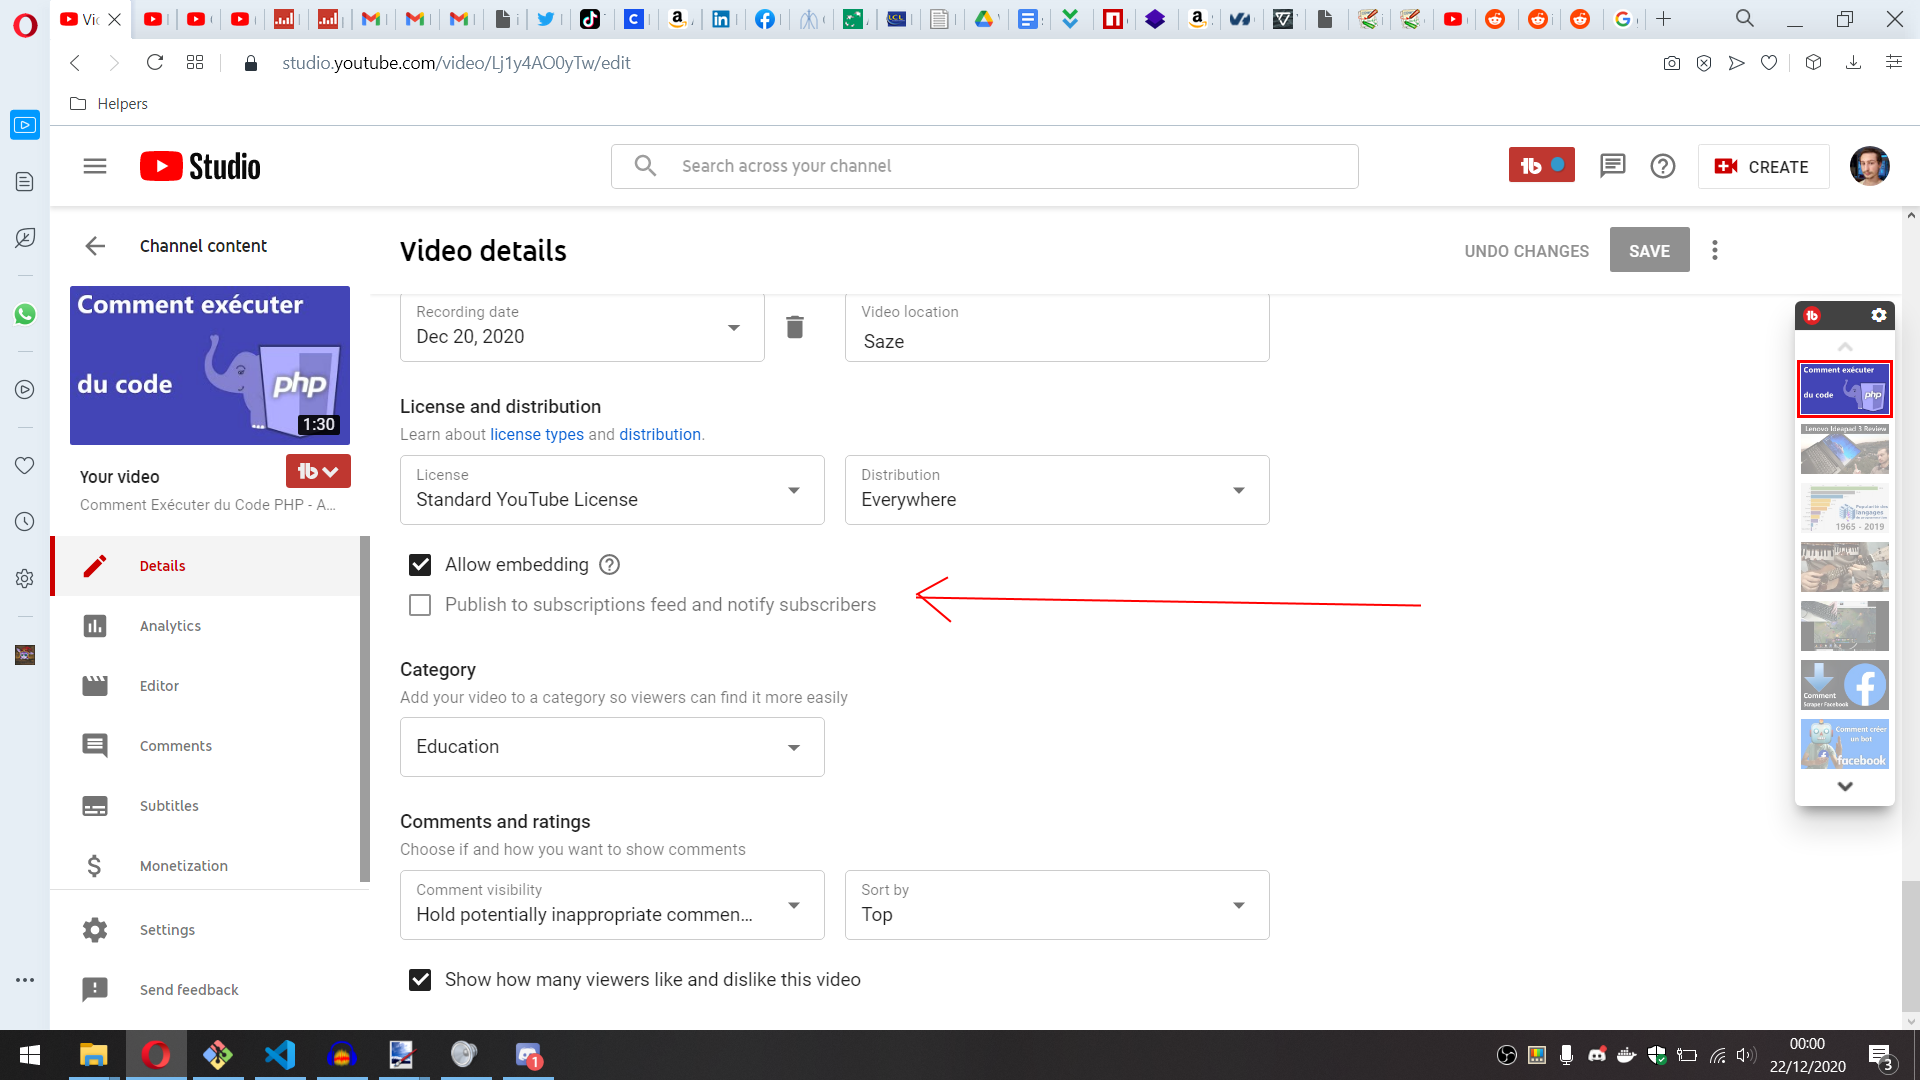 Vi
studio.youtube.com/video/Lj1y4AO0yTw/edit
Helpers
Studio
Search across your channel
CREATE
Channel content
Video details
UNDO CHANGES
SAVE
Comment exécuter
du code
php
1:30
Your video
Comment Exécuter du Code PHP - A...
Details
Analytics
Editor
Comments
Subtitles
Monetization
Settings
Send feedback
Recording date
Dec 20, 2020
Video location
Saze
License and distribution
Learn about license types and distribution.
License
Standard YouTube License
Distribution
Everywhere
Allow embedding
Publish to subscriptions feed and notify subscribers
Category
Add your video to a category so viewers can find it more easily
Education
Comments and ratings
Choose if and how you want to show comments
Comment visibility
Hold potentially inappropriate commen...
Sort by
Top
Show how many viewers like and dislike this video
Comment exécuter
du code
php
Lenovo Ideapad 3 Review
1965 - 2019
Comment
Scraper Facebook
Comment créer
un bot
facebook
1
00:00
22/12/2020
3